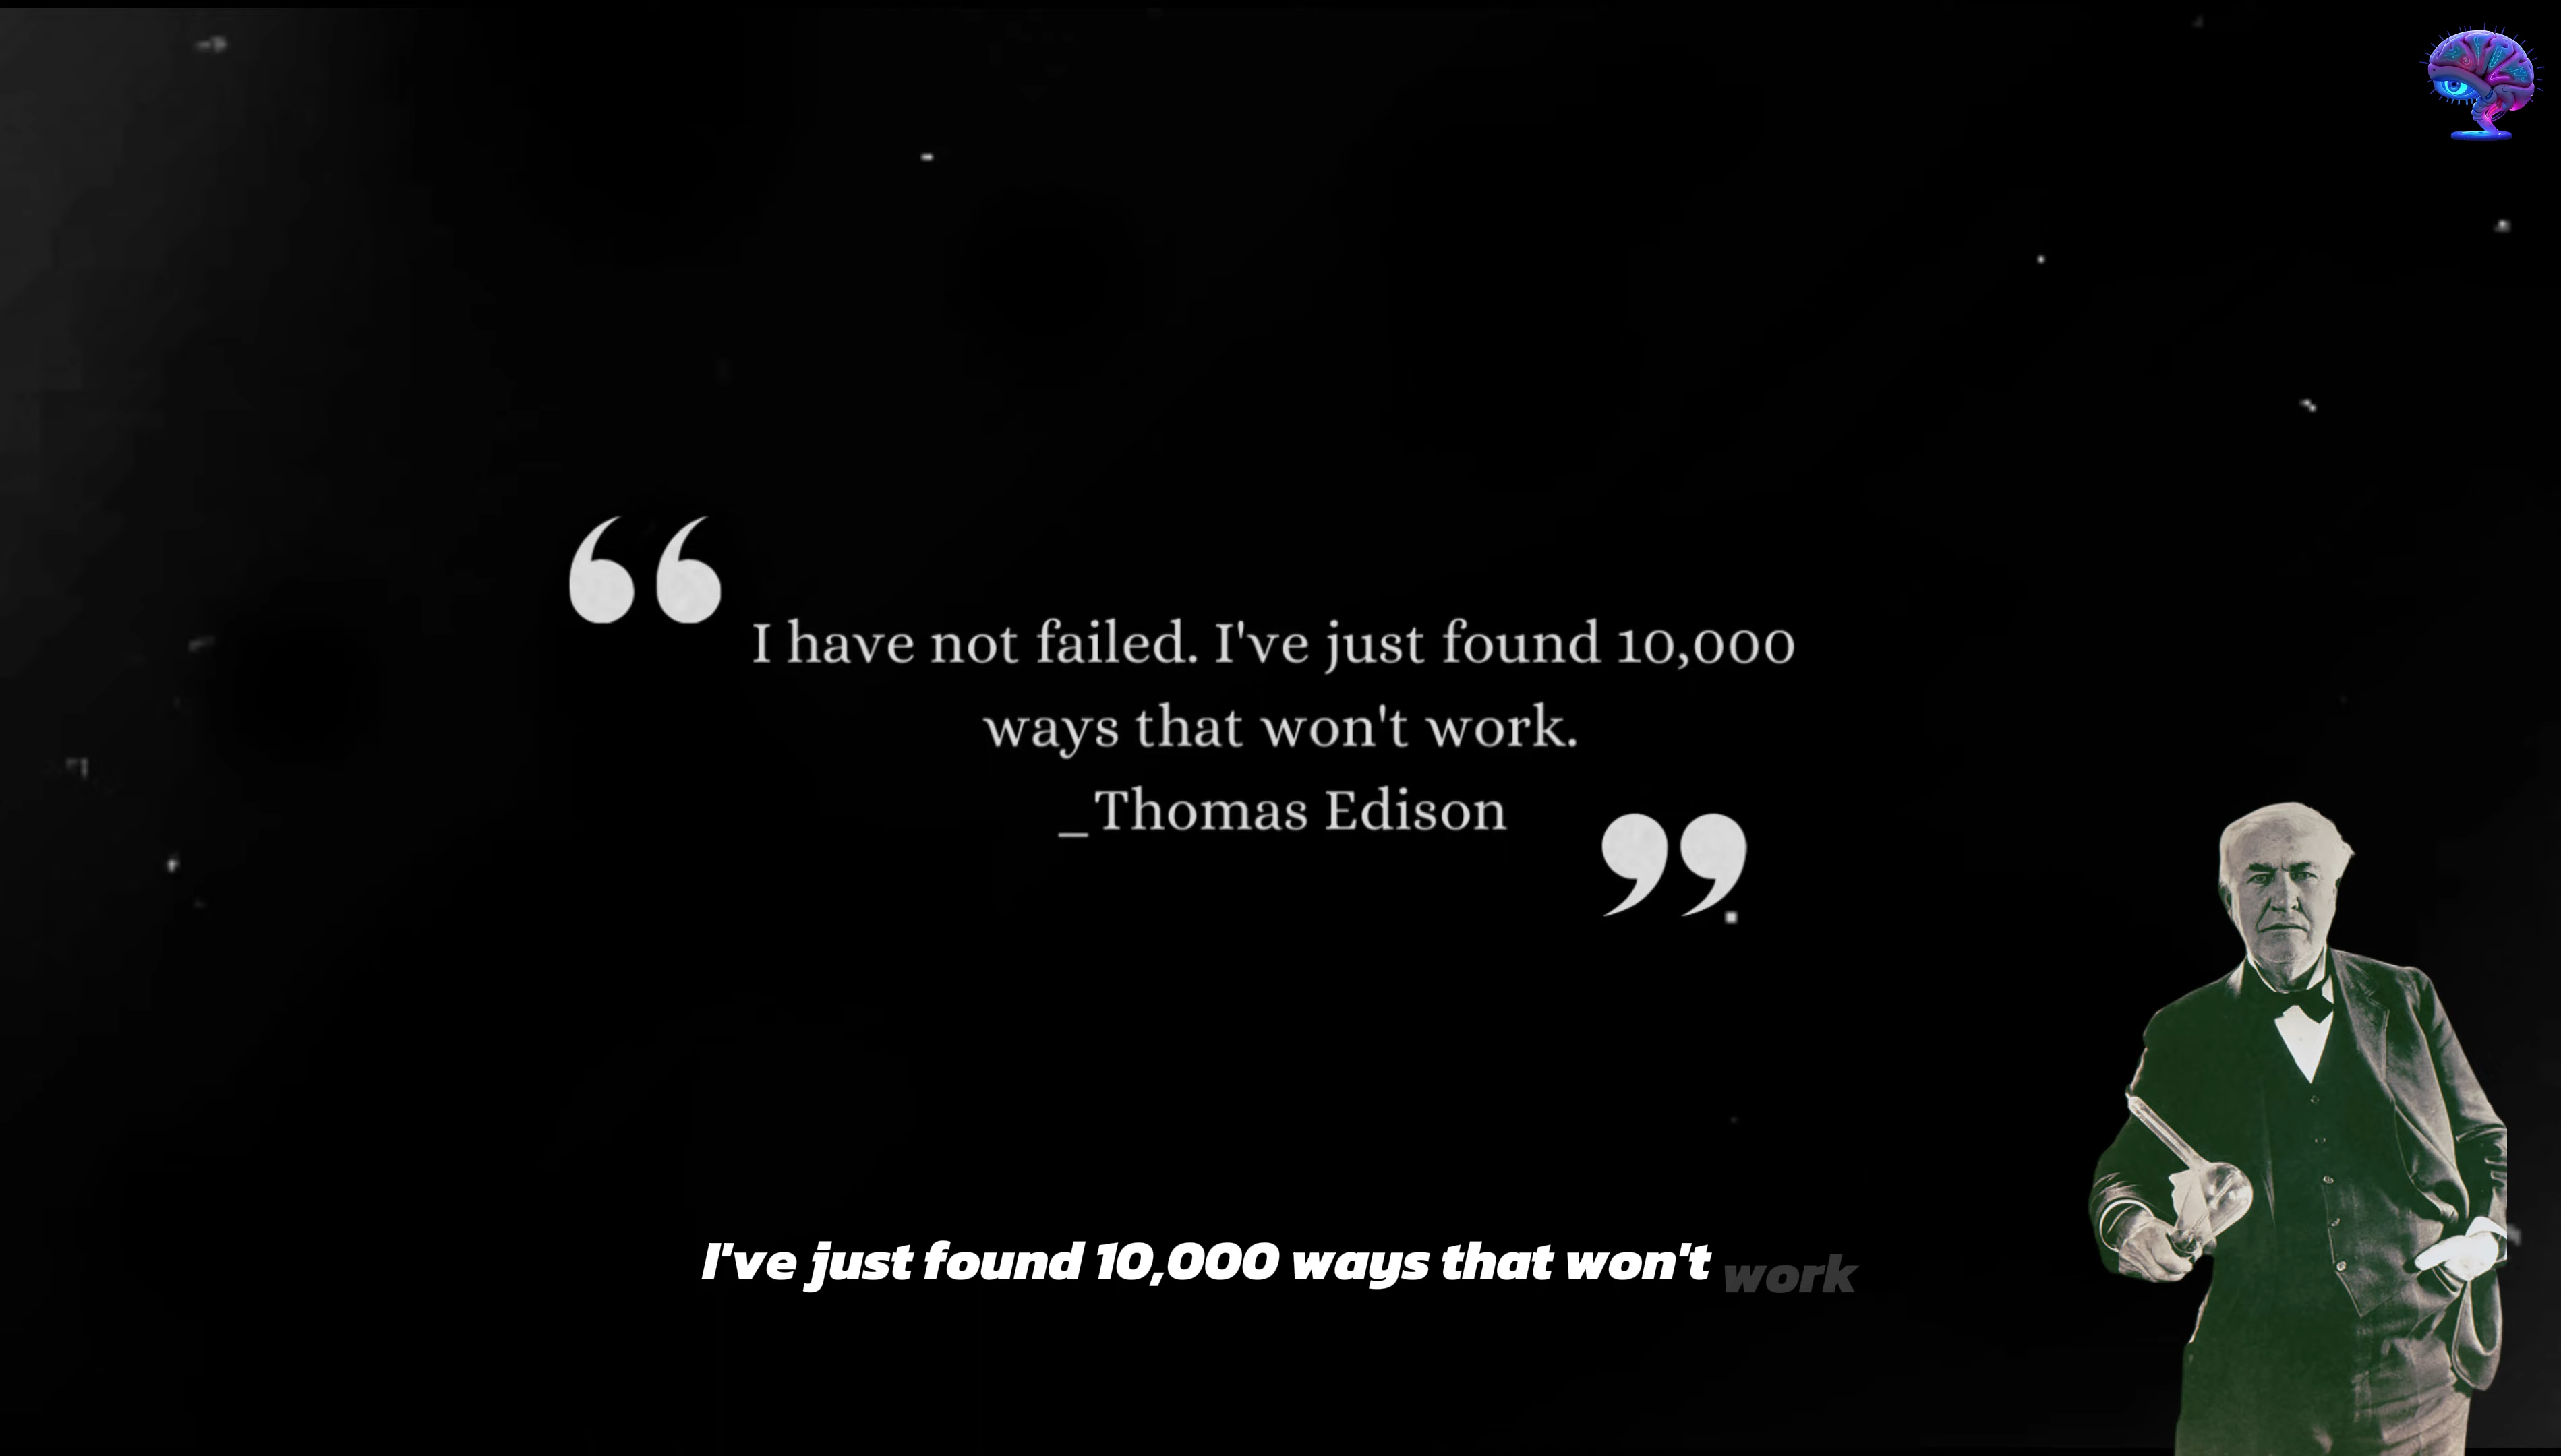 “ I have not failed. I've just found 10,000
ways that won't work.
_Thomas Edison ”
I've just found 10,000 ways that won't work